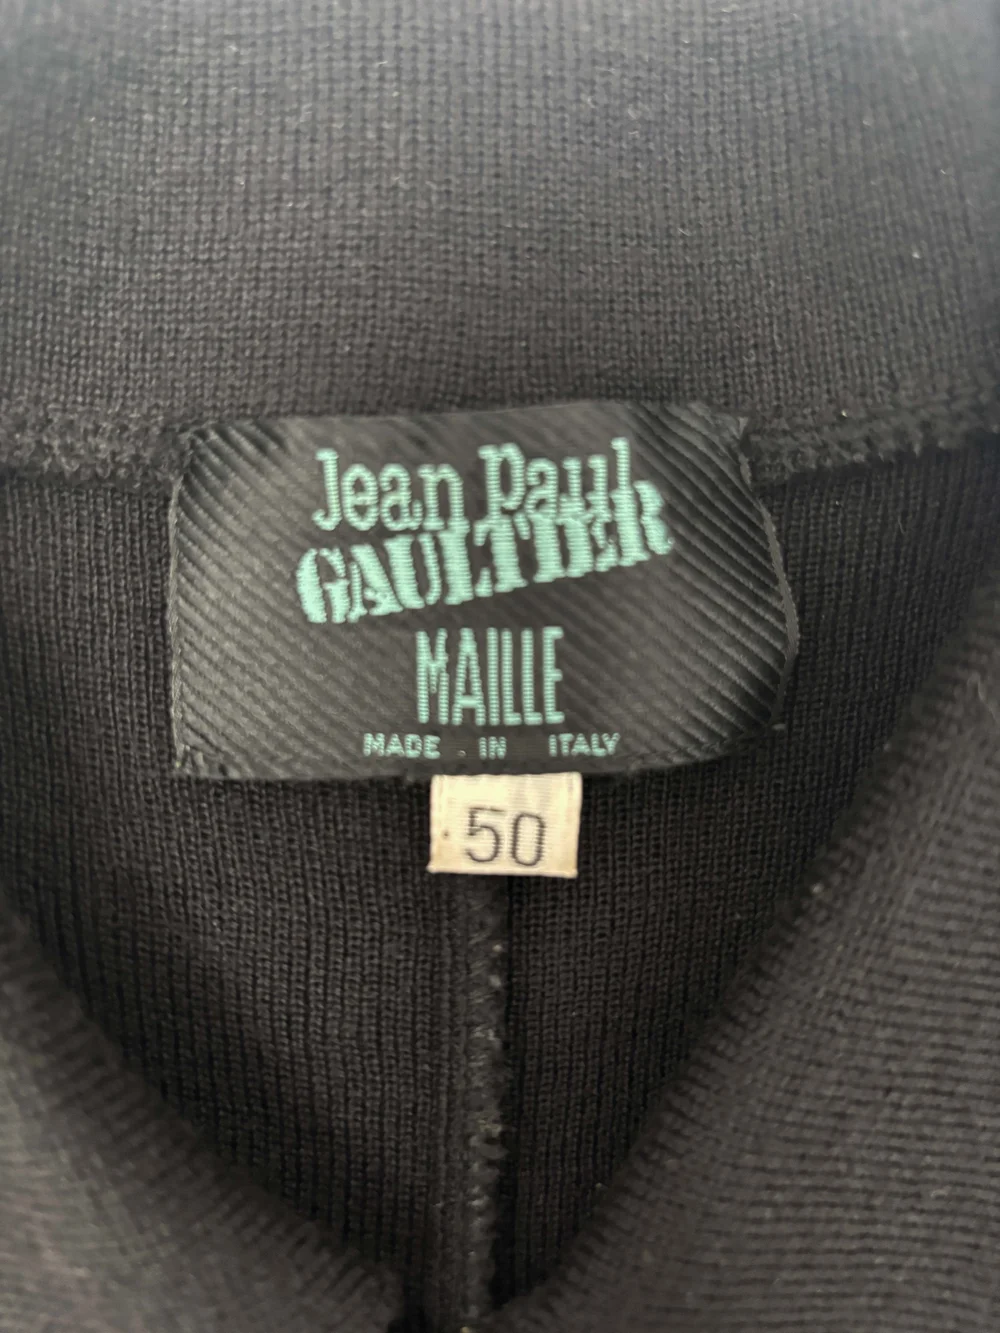 Jean Paul
GAULTIER
MAILLE
MADE IN ITALY
50